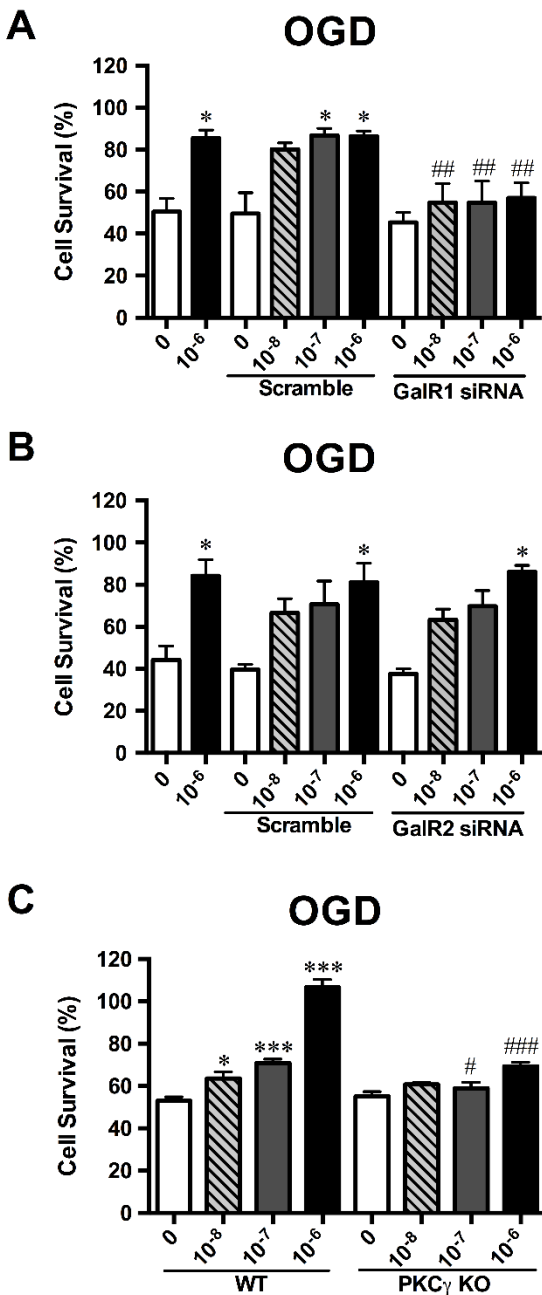 A
OGD
Cell Survival (%)
120
100
80
60
40
20
0
* * * ## ## ##
0 10-6 0 10-8 10-7 10-6 0 10-8 10-7 10-6
Scramble GalR1 siRNA
B
OGD
Cell Survival (%)
120
100
80
60
40
20
0
* * *
0 10-6 0 10-8 10-7 10-6 0 10-8 10-7 10-6
Scramble GalR2 siRNA
C
OGD
Cell Survival (%)
120
100
80
60
40
20
0
* *** *** # ###
0 10-8 10-7 10-6 0 10-8 10-7 10-6
WT PKCγ KO